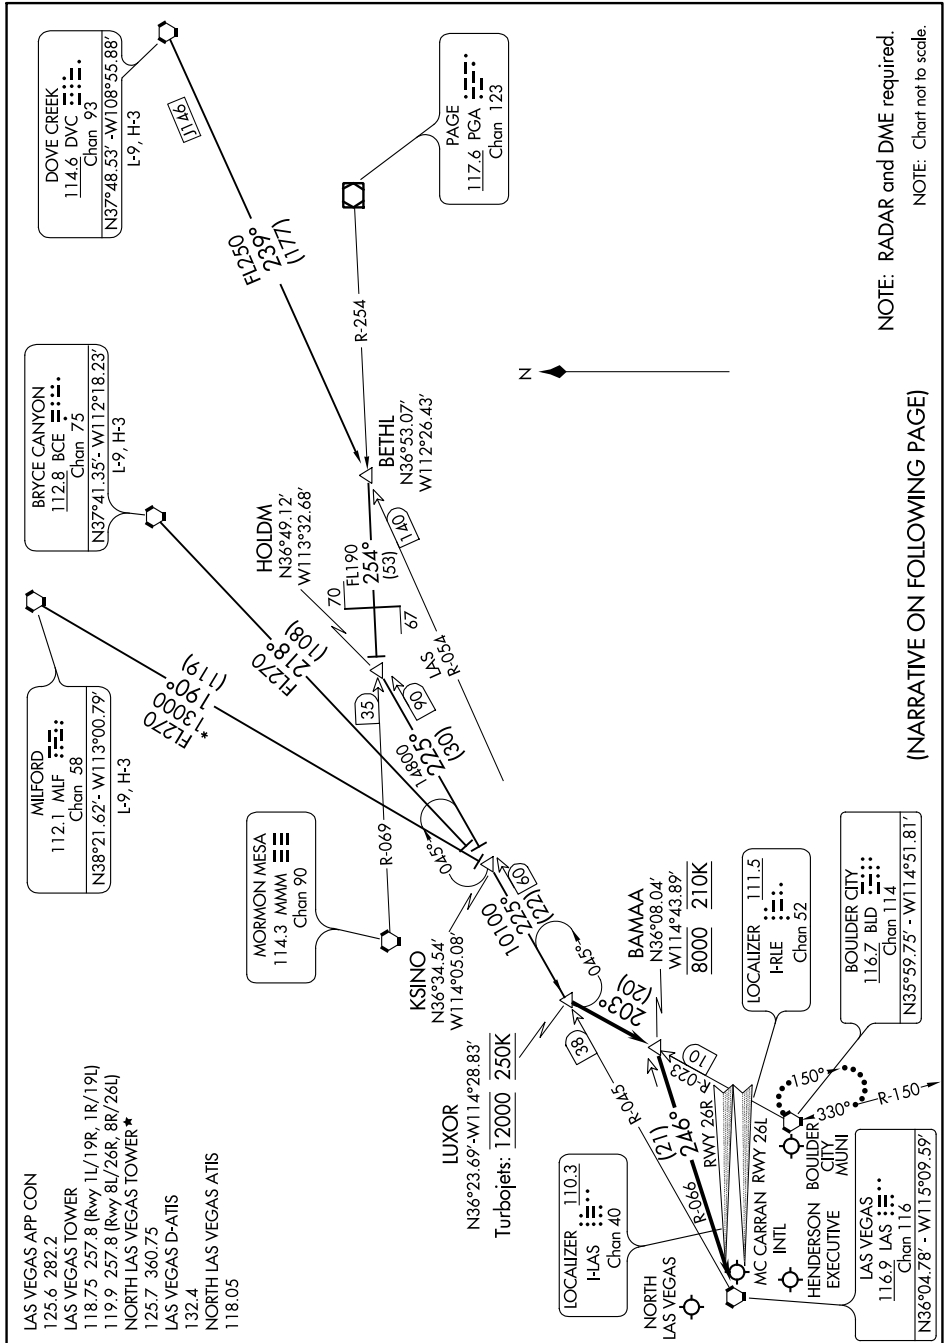 LAS VEGAS APP CON
125.6 282.2
LAS VEGAS TOWER
118.75 257.8 (Rwy 1L/19R, 1R/19L)
119.9 257.8 (Rwy 8L/26R, 8R/26L)
NORTH LAS VEGAS TOWER★
125.7 360.75
LAS VEGAS D-ATIS
132.4
NORTH LAS VEGAS ATIS
118.05
MILFORD
112.1 MLF
Chan 58
N38°21.62'- W113°00.79'
L-9, H-3
BRYCE CANYON
112.8 BCE
Chan 75
N37°41.35'- W112°18.23'
L-9, H-3
DOVE CREEK
114.6 DVC
Chan 93
N37°48.53' -W108°55.88'
L-9, H-3
J146
FL250
239°
(177)
PAGE
117.6 PGA
Chan 123
R-254
BETHL
N36°53.07'
W112°26.43'
140
FL190
254°
(53)
70
67
LAS
R-054
HOLDM
N36°49.12'
W113°32.68'
FL270
218°
(108)
FL270
*13000
190°
(119)
35
90
14800
225°
(30)
MORMON MESA
114.3 MMM
Chan 90
R-069
045°
KSINO
N36°34.54'
W114°05.08'
60
10100
225°
(22)
045°
LUXOR
N36°23.69'-W114°28.83'
Turbojets: 12000 250K
38
R-045
203°
(20)
BAMAA
N36°08.04'
W114°43.89'
8000 210K
10
R-023
(21)
246°
R-066
RWY 26R
RWY 26L
LOCALIZER 110.3
I-LAS
Chan 40
LOCALIZER 111.5
I-RLE
Chan 52
BOULDER CITY
116.7 BLD
Chan 114
N35°59.75' - W114°51.81'
150°
330°
R-150
NORTH
LAS VEGAS
MC CARRAN
INTL
HENDERSON
EXECUTIVE
BOULDER
CITY
MUNI
LAS VEGAS
116.9 LAS
Chan 116
N36°04.78' - W115°09.59'
N
NOTE: RADAR and DME required.
NOTE: Chart not to scale.
(NARRATIVE ON FOLLOWING PAGE)